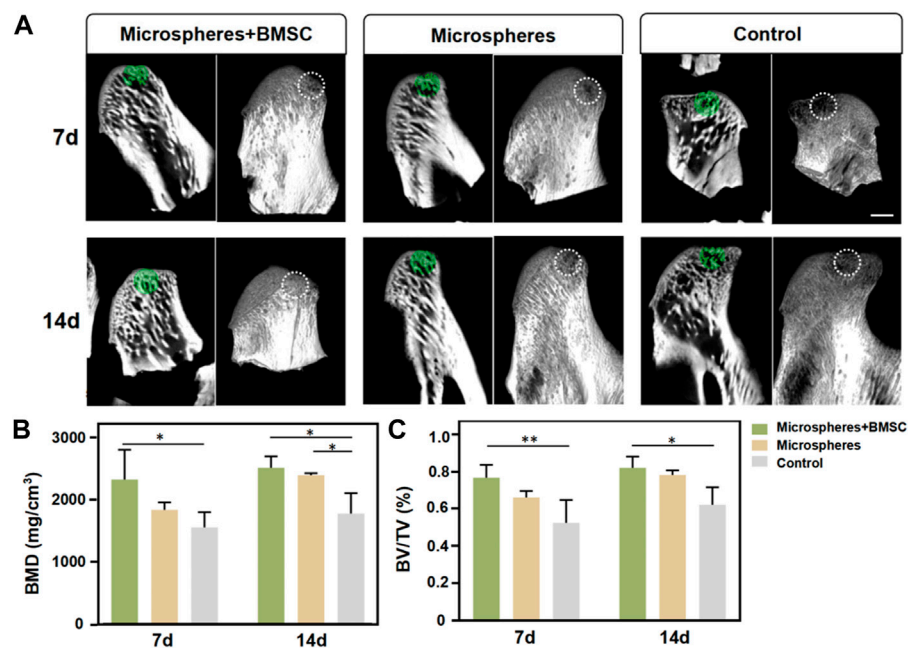 A
Microspheres+BMSC
Microspheres
Control
7d
14d
B
BMD (mg/cm³)
3000
2000
1000
0
*
*
*
7d
14d
C
BV/TV (%)
1.0
0.8
0.6
0.4
0.2
0
**
*
7d
14d
Microspheres+BMSC
Microspheres
Control